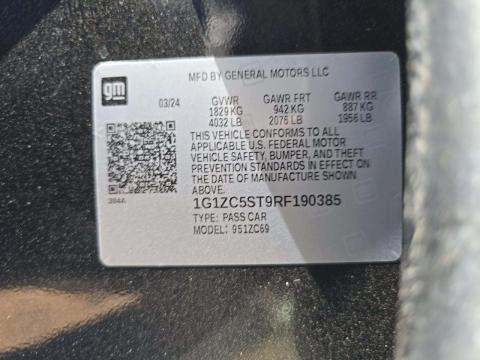 MFD BY GENERAL MOTORS LLC
gm
03/24 GVWR GAWR FRT GAWR RR
1829 KG 942 KG 887 KG
4032 LB 2076 LB 1956 LB
THIS VEHICLE CONFORMS TO ALL
APPLICABLE U.S. FEDERAL MOTOR
VEHICLE SAFETY, BUMPER, AND THEFT
PREVENTION STANDARDS IN EFFECT ON
THE DATE OF MANUFACTURE SHOWN
ABOVE.
384A
1G1ZC5ST9RF190385
TYPE: PASS CAR
MODEL: 951ZC69